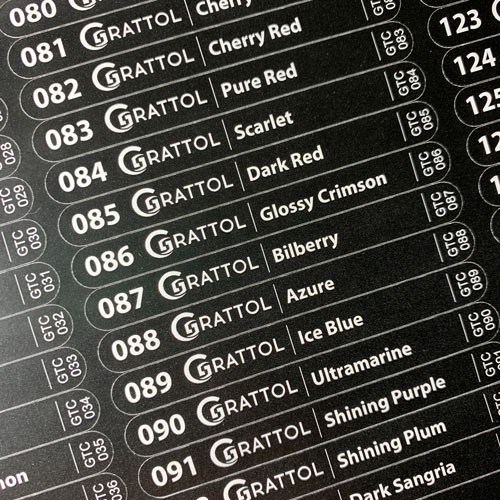 080
081 GRATTOL Cherry
082 GRATTOL Cherry Red
083 GRATTOL Pure Red GTC 083
084 GRATTOL Scarlet GTC 084
085 GRATTOL Dark Red GTC 085
086 GRATTOL Glossy Crimson GTC 086
087 GRATTOL Bilberry GTC 087
088 GRATTOL Azure GTC 088
089 GRATTOL Ice Blue GTC 089
090 GRATTOL Ultramarine GTC 090
091 GRATTOL Shining Purple
GRATTOL Shining Plum
Dark Sangria
GTC 028
GTC 029
GTC 030
GTC 031
GTC 032
GTC 033
GTC 034
GTC 035
036
123
124
125